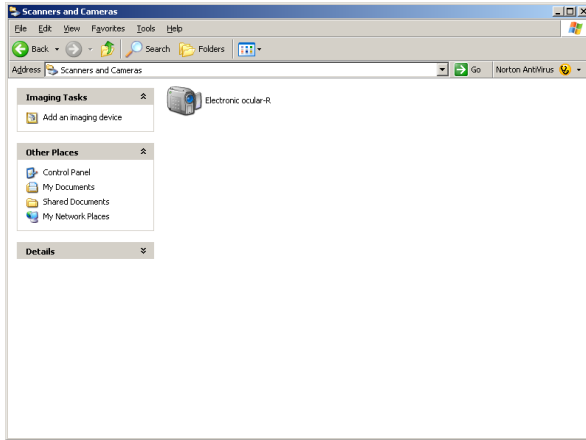 Scanners and Cameras
File Edit View Favorites Tools Help
Back Search Folders
Address Scanners and Cameras Go Norton AntiVirus
Imaging Tasks
Add an imaging device
Electronic ocular-R
Other Places
Control Panel
My Documents
Shared Documents
My Network Places
Details